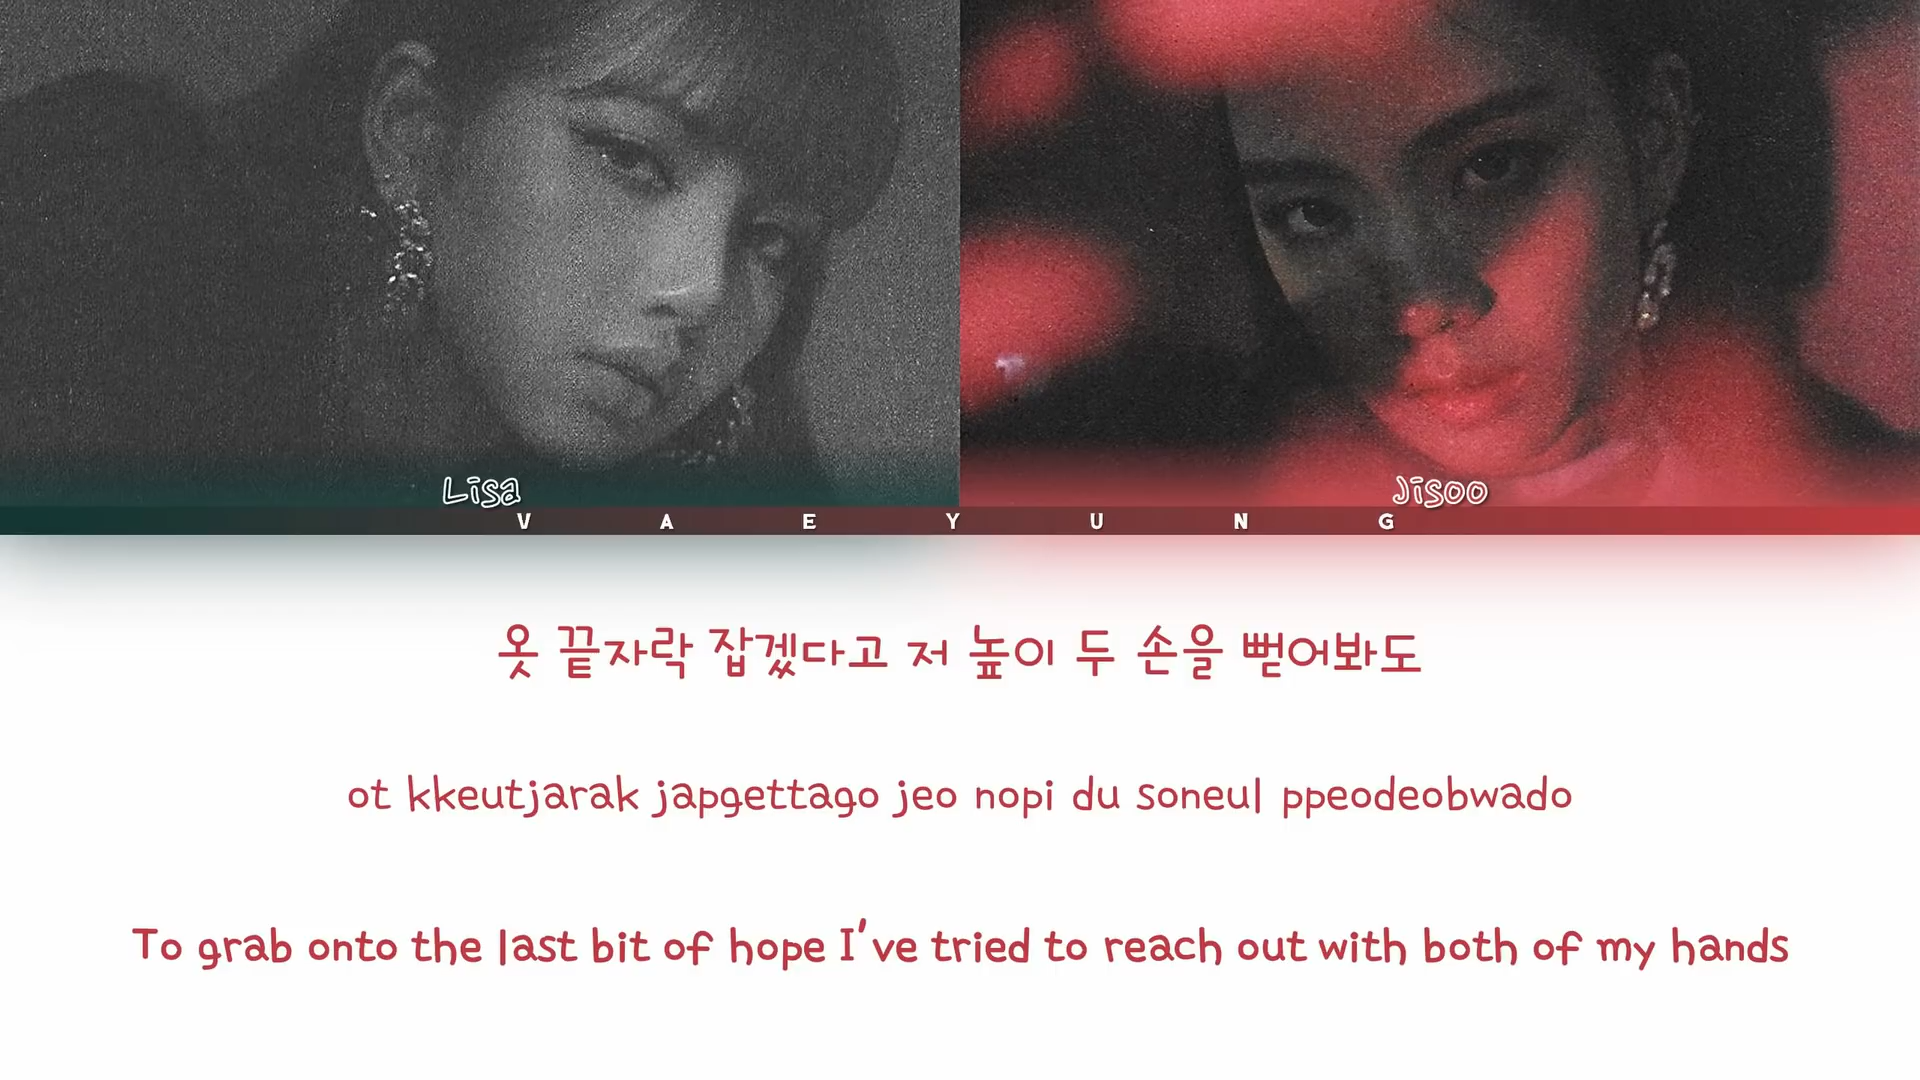 Lisa
Jisoo
VAEYUNG
옷 끝자락 잡겠다고 저 높이 두 손을 뻗어봐도
ot kkeutjarak japgettago jeo nopi du soneul ppeodeobwado
To grab onto the last bit of hope I've tried to reach out with both of my hands